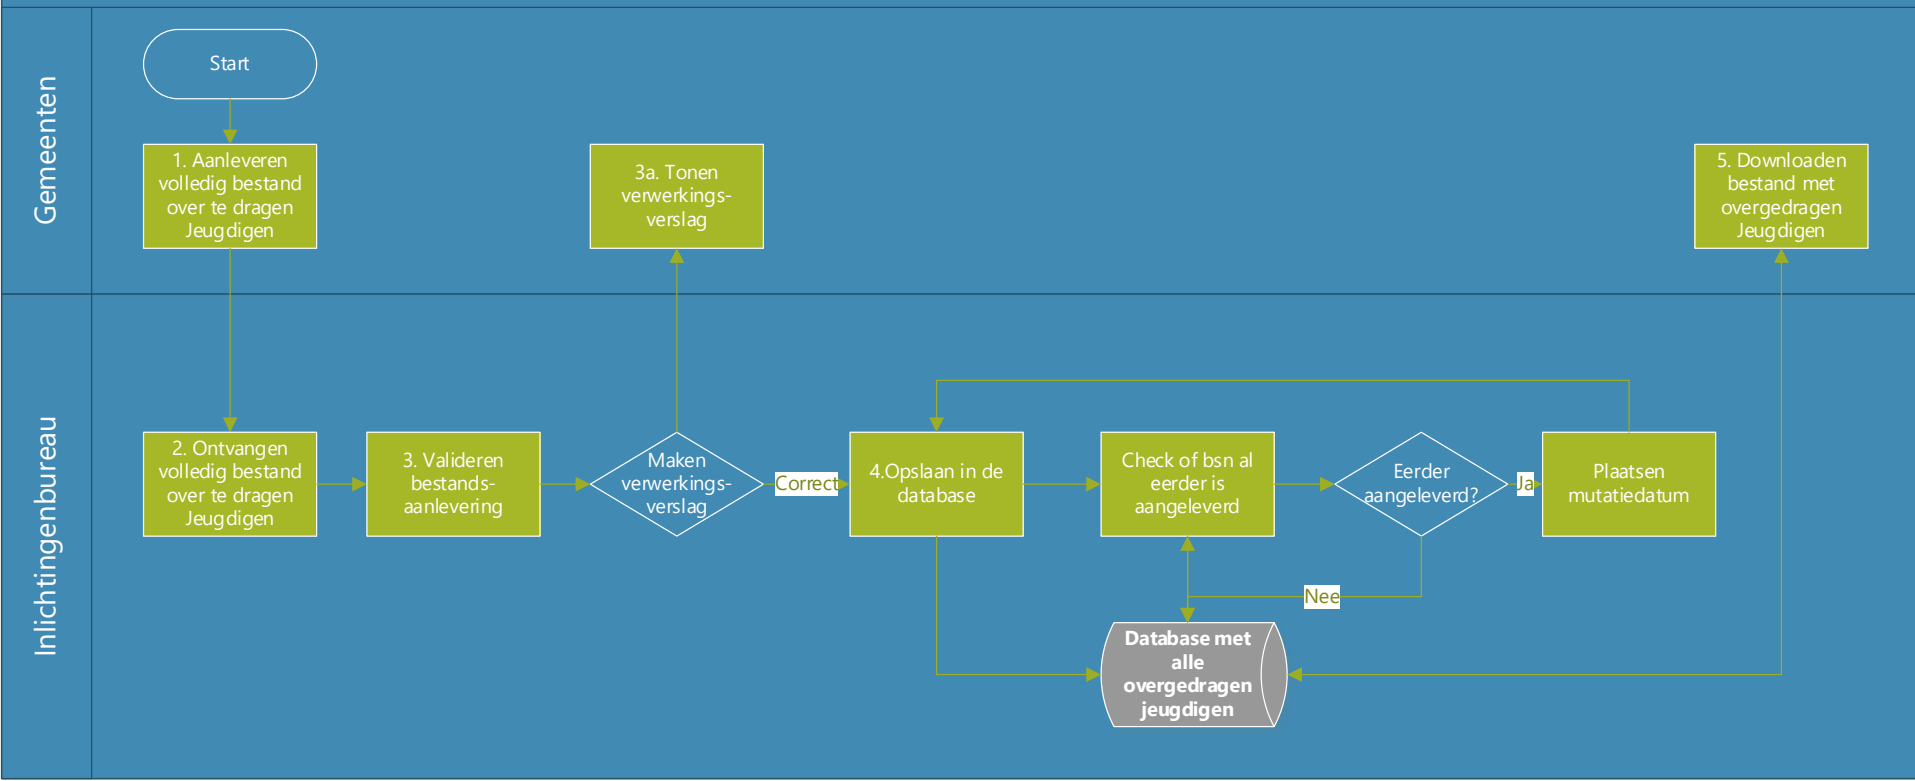 Gemeenten
Start
1. Aanleveren
volledig bestand
over te dragen
Jeugdigen
3a. Tonen
verwerkings-
verslag
5. Downloaden
bestand met
overgedragen
Jeugdigen
Inlichtingenbureau
2. Ontvangen
volledig bestand
over te dragen
Jeugdigen
3. Valideren
bestands-
aanlevering
Maken
verwerkings-
verslag
Correct
4.Opslaan in de
database
Check of bsn al
eerder is
aangeleverd
Eerder
aangeleverd?
Ja
Plaatsen
mutatiedatum
Nee
Database met
alle
overgedragen
jeugdigen